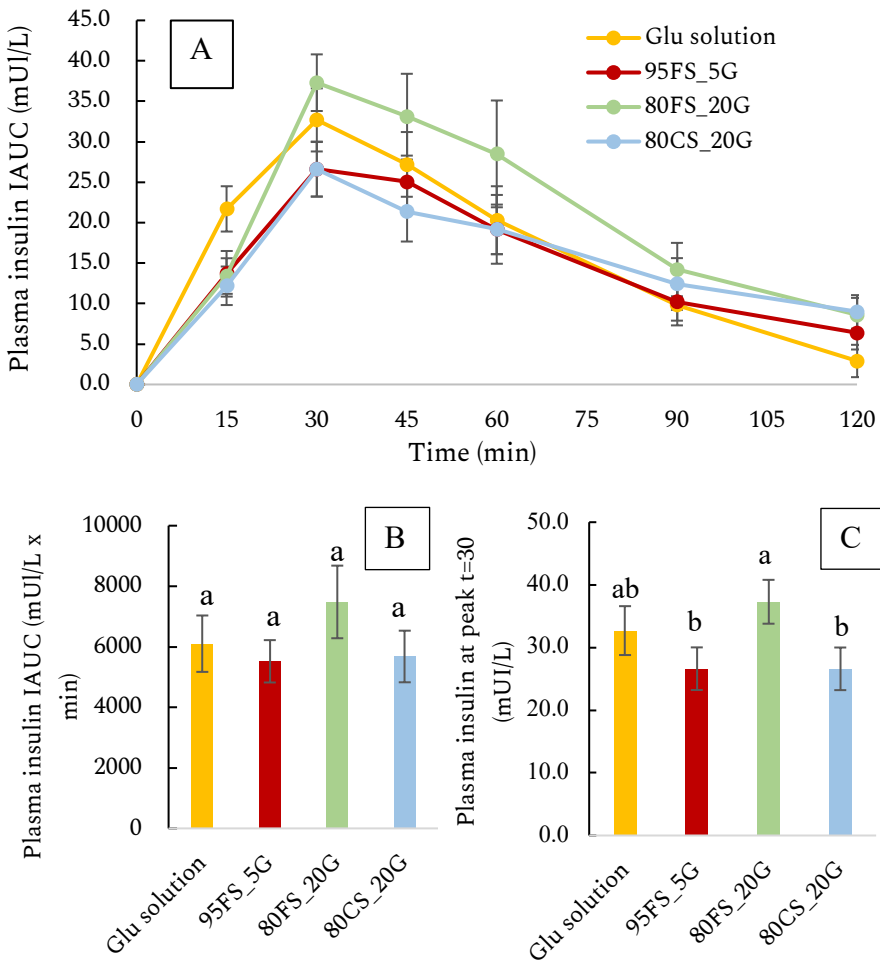 Plasma insulin IAUC (mUl/L)
45.0
40.0
35.0
30.0
25.0
20.0
15.0
10.0
5.0
0.0
A
Glu solution
95FS_5G
80FS_20G
80CS_20G
0 15 30 45 60 75 90 105 120
Time (min)
Plasma insulin IAUC (mUl/L x
min)
10000
8000
6000
4000
2000
0
B
a a a a
Glu solution
95FS_5G
80FS_20G
80CS_20G
Plasma insulin at peak t=30
(mUI/L)
50.0
40.0
30.0
20.0
10.0
0.0
C
ab b a b
Glu solution
95FS_5G
80FS_20G
80CS_20G